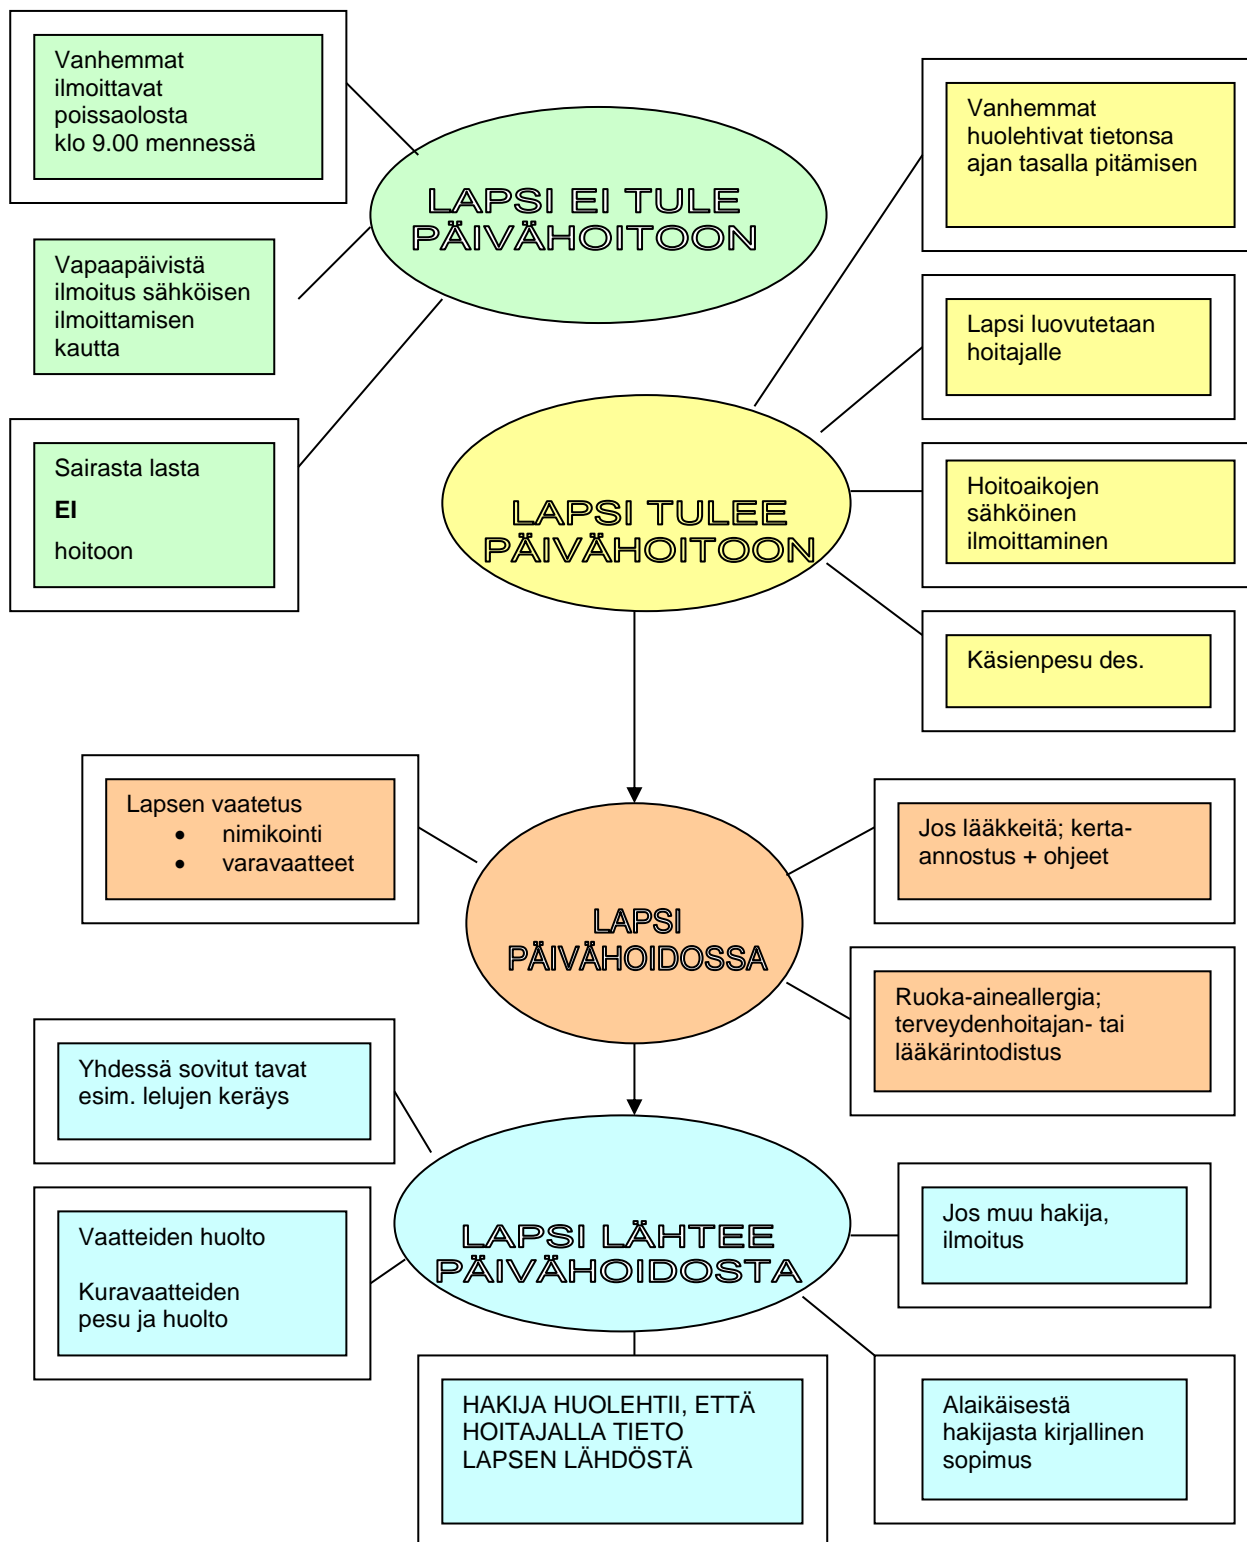 Vanhemmat
ilmoittavat
poissaolosta
klo 9.00 mennessä
LAPSI EI TULE
PÄIVÄHOITOON
Vapaapäivistä
ilmoitus sähköisen
ilmoittamisen
kautta
Sairasta lasta
EI
hoitoon
Vanhemmat
huolehtivat tietonsa
ajan tasalla pitämisen
Lapsi luovutetaan
hoitajalle
LAPSI TULEE
PÄIVÄHOITOON
Hoitoaikojen
sähköinen
ilmoittaminen
Käsienpesu des.
Lapsen vaatetus
• nimikointi
• varavaatteet
LAPSI
PÄIVÄHOIDOSSA
Jos lääkkeitä; kerta-
annostus + ohjeet
Ruoka-aineallergia;
terveydenhoitajan- tai
lääkärintodistus
Yhdessä sovitut tavat
esim. lelujen keräys
Vaatteiden huolto
Kuravaatteiden
pesu ja huolto
LAPSI LÄHTEE
PÄIVÄHOIDOSTA
Jos muu hakija,
ilmoitus
HAKIJA HUOLEHTII, ETTÄ
HOITAJALLA TIETO
LAPSEN LÄHDÖSTÄ
Alaikäisestä
hakijasta kirjallinen
sopimus